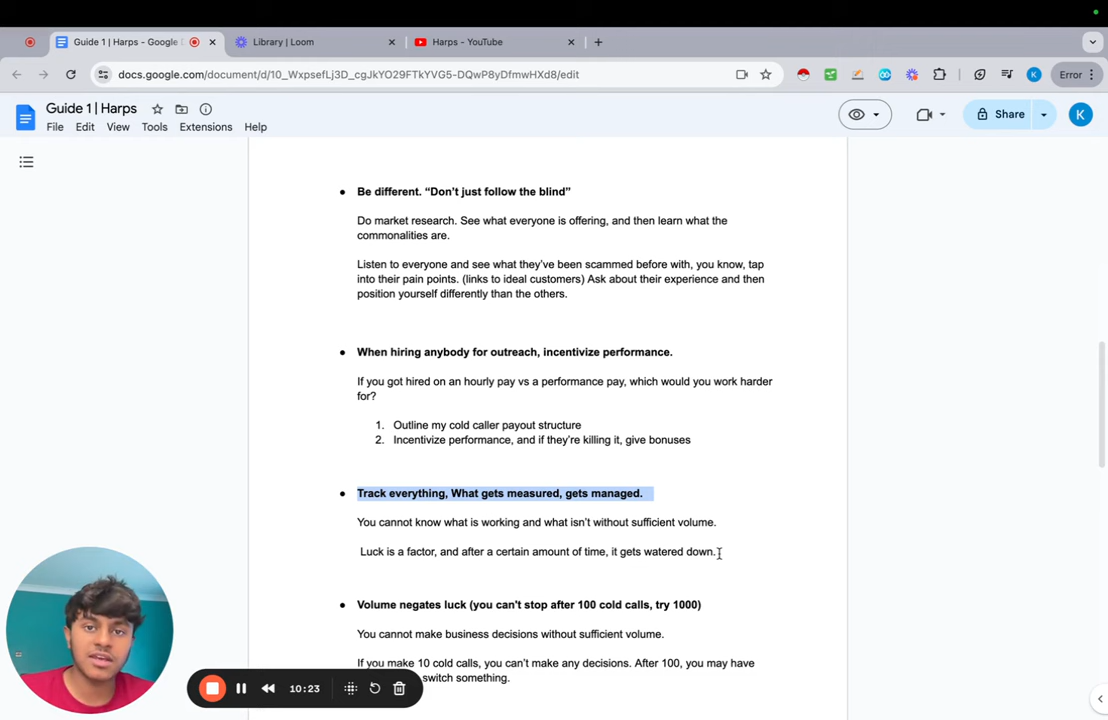 Guide 1 | Harps - Google
Library | Loom
Harps - YouTube
docs.google.com/document/d/10_WxpsefLj3D_cgJkYO29FTkYVG5-DQwP8yDfmwHXd8/edit
K
Error
Guide 1 | Harps
File Edit View Tools Extensions Help
Share
K
• Be different. “Don’t just follow the blind”
Do market research. See what everyone is offering, and then learn what the
commonalities are.
Listen to everyone and see what they’ve been scammed before with, you know, tap
into their pain points. (links to ideal customers) Ask about their experience and then
position yourself differently than the others.
• When hiring anybody for outreach, incentivize performance.
If you got hired on an hourly pay vs a performance pay, which would you work harder
for?
1. Outline my cold caller payout structure
2. Incentivize performance, and if they’re killing it, give bonuses
• Track everything, What gets measured, gets managed.
You cannot know what is working and what isn’t without sufficient volume.
Luck is a factor, and after a certain amount of time, it gets watered down.
• Volume negates luck (you can't stop after 100 cold calls, try 1000)
You cannot make business decisions without sufficient volume.
If you make 10 cold calls, you can’t make any decisions. After 100, you may have
switch something.
10:23